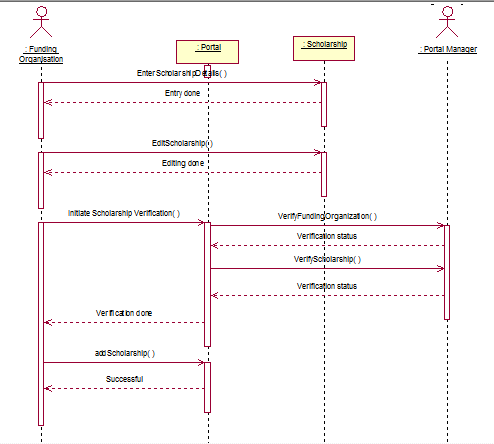 : Funding
Organisation
: Portal
: Scholarship
: Portal Manager
EnterScholarshipDetails( )
Entry done
EditScholarship( )
Editing done
Initiate Scholarship Verification( )
VerifyFundingOrganization( )
Verification status
VerifyScholarship( )
Verification status
Verification done
addScholarship( )
Successful